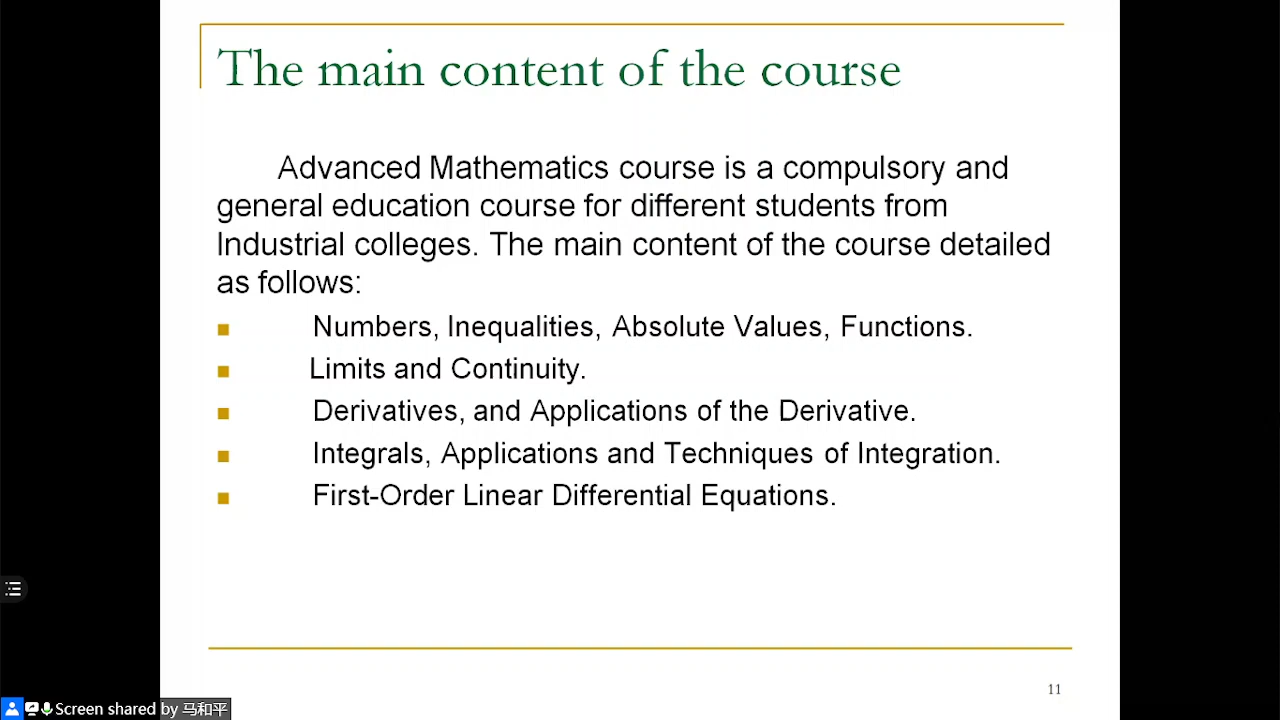 The main content of the course
Advanced Mathematics course is a compulsory and
general education course for different students from
Industrial colleges. The main content of the course detailed
as follows:
Numbers, Inequalities, Absolute Values, Functions.
Limits and Continuity.
Derivatives, and Applications of the Derivative.
Integrals, Applications and Techniques of Integration.
First-Order Linear Differential Equations.
11
Screen shared by 马和平